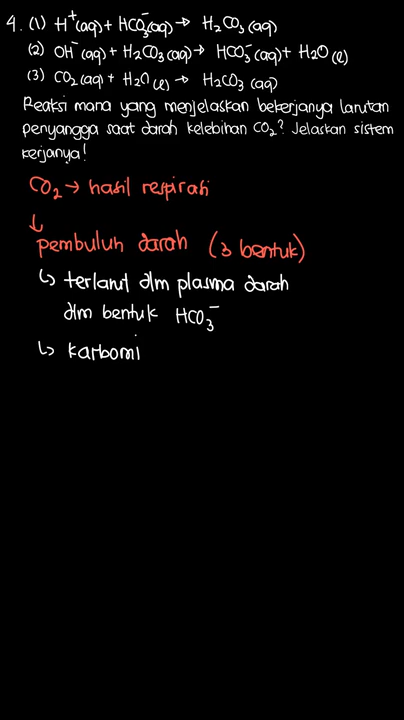 4. (1) H⁺(aq) + HCO₃⁻(aq) → H₂CO₃(aq)
(2) OH⁻(aq) + H₂CO₃(aq) → HCO₃⁻(aq) + H₂O(l)
(3) CO₂(aq) + H₂O(l) → H₂CO₃(aq)
Reaksi mana yang menjelaskan bekerjanya larutan
penyangga saat darah kelebihan CO₂? Jelaskan sistem
kerjanya!
CO₂ → hasil respirasi
↓
pembuluh darah (3 bentuk)
↳ terlarut dlm plasma darah
dlm bentuk HCO₃⁻
↳ karbomi